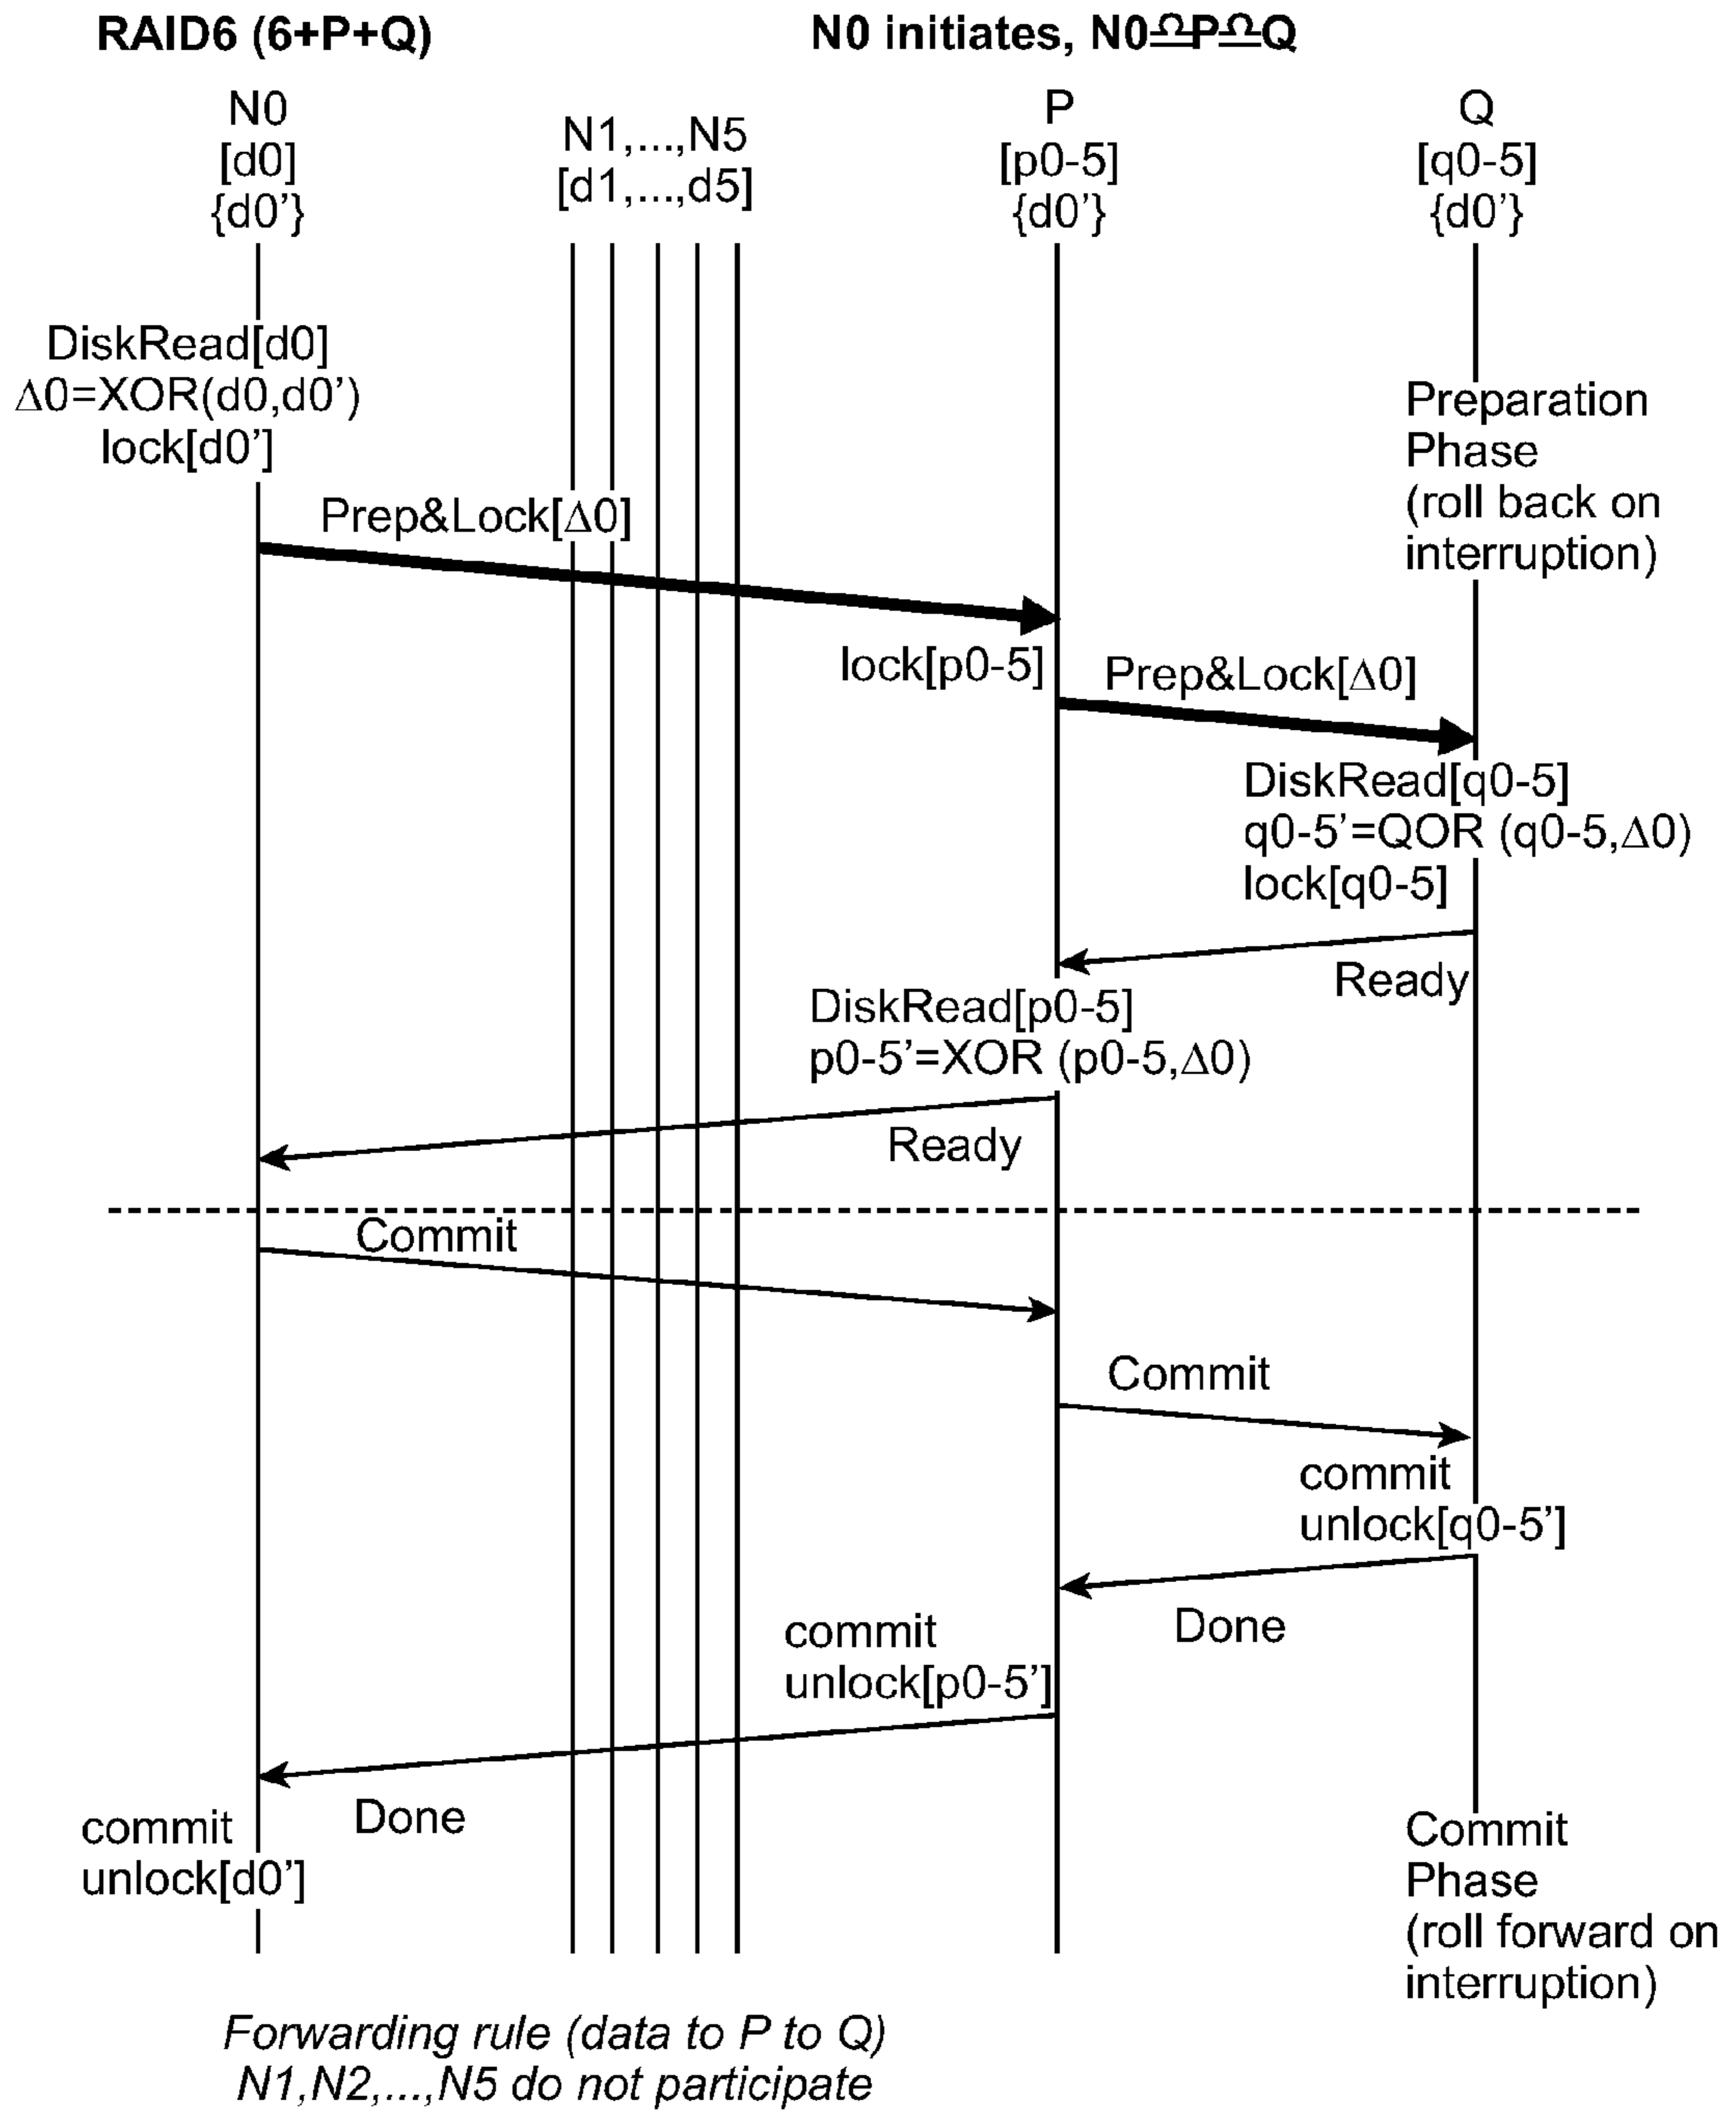 RAID6 (6+P+Q)
N0 initiates, N0♎P♎Q
N0
[d0]
{d0’}
N1,...,N5
[d1,...,d5]
P
[p0-5]
{d0’}
Q
[q0-5]
{d0’}
DiskRead[d0]
Δ0=XOR(d0,d0’)
lock[d0’]
Preparation
Phase
(roll back on
interruption)
Prep&Lock[Δ0]
lock[p0-5]
Prep&Lock[Δ0]
DiskRead[q0-5]
q0-5’=QOR (q0-5,Δ0)
lock[q0-5]
Ready
DiskRead[p0-5]
p0-5’=XOR (p0-5,Δ0)
Ready
Commit
Commit
commit
unlock[q0-5’]
Done
commit
unlock[p0-5’]
Done
commit
unlock[d0’]
Commit
Phase
(roll forward on
interruption)
Forwarding rule (data to P to Q)
N1,N2,...,N5 do not participate